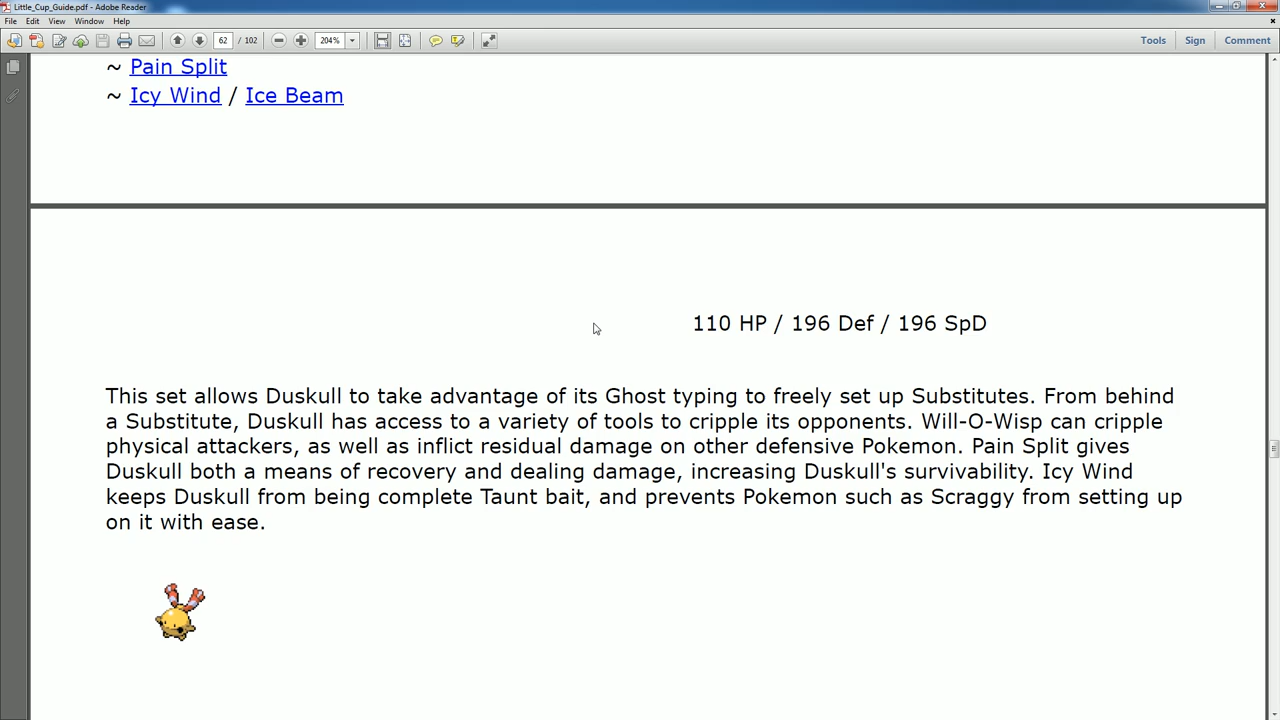 Little_Cup_Guide.pdf - Adobe Reader
File Edit View Window Help
62 / 102 204% Tools Sign Comment
~ Pain Split
~ Icy Wind / Ice Beam
110 HP / 196 Def / 196 SpD
This set allows Duskull to take advantage of its Ghost typing to freely set up Substitutes. From behind
a Substitute, Duskull has access to a variety of tools to cripple its opponents. Will-O-Wisp can cripple
physical attackers, as well as inflict residual damage on other defensive Pokemon. Pain Split gives
Duskull both a means of recovery and dealing damage, increasing Duskull's survivability. Icy Wind
keeps Duskull from being complete Taunt bait, and prevents Pokemon such as Scraggy from setting up
on it with ease.